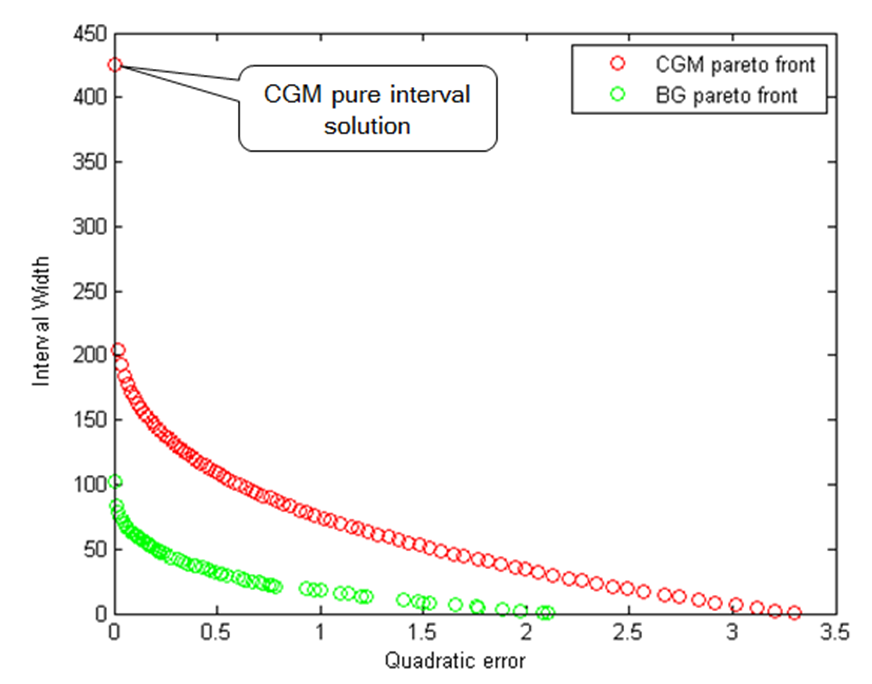 450
400
350
300
250
200
150
100
50
0
Interval Width
CGM pure interval
solution
CGM pareto front
BG pareto front
0 0.5 1 1.5 2 2.5 3 3.5
Quadratic error